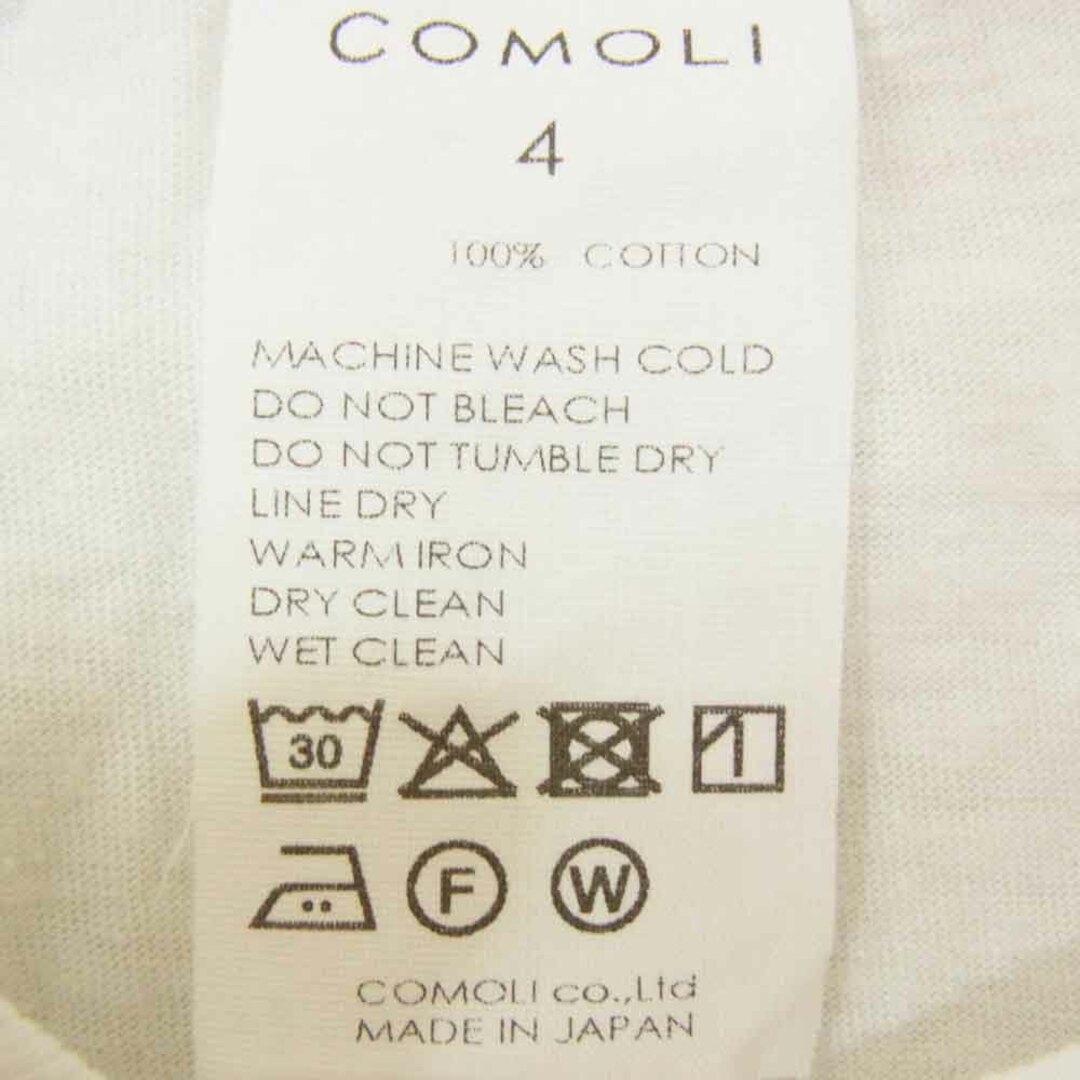 COMOLI
4
100% COTTON
MACHINE WASH COLD
DO NOT BLEACH
DO NOT TUMBLE DRY
LINE DRY
WARM IRON
DRY CLEAN
WET CLEAN
30
F W
COMOLI co.,Ltd
MADE IN JAPAN